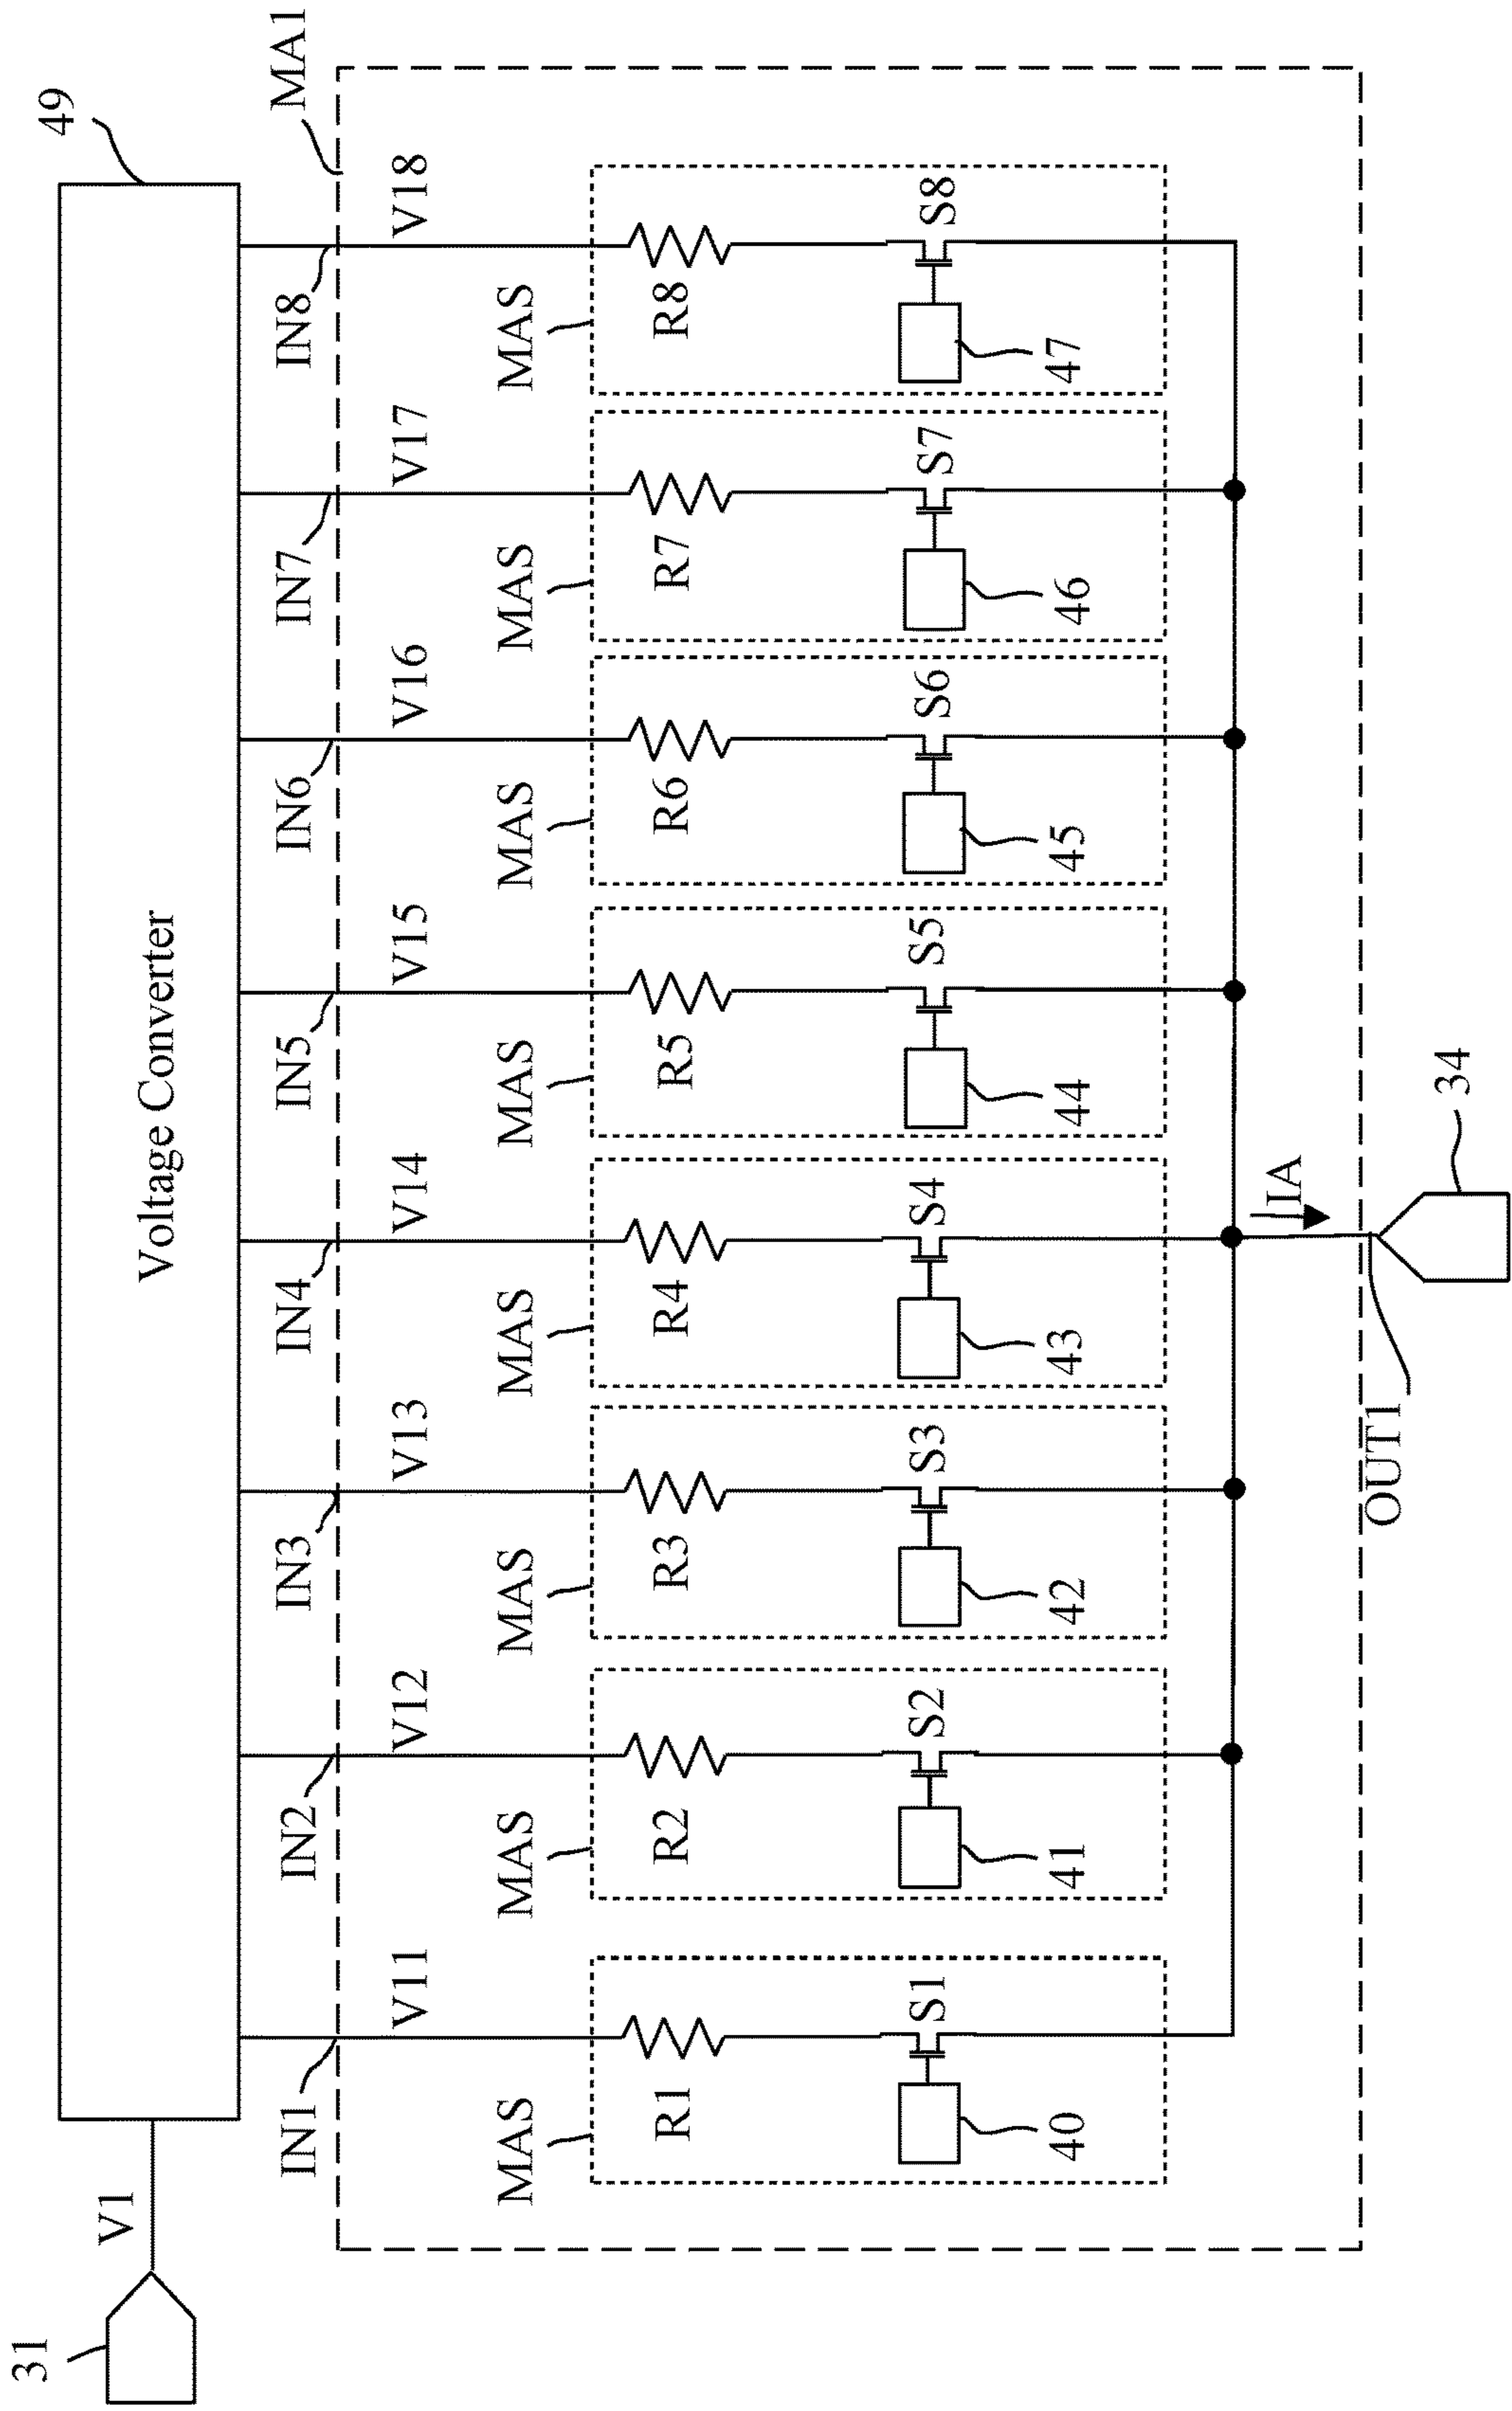 49
MA1
Voltage Converter
31
V1
IN1
IN2
IN3
IN4
IN5
IN6
IN7
IN8
V11
V12
V13
V14
V15
V16
V17
V18
MAS
MAS
MAS
MAS
MAS
MAS
MAS
MAS
R1
R2
R3
R4
R5
R6
R7
R8
S1
S2
S3
S4
S5
S6
S7
S8
40
41
42
43
44
45
46
47
IA
OUT1
34